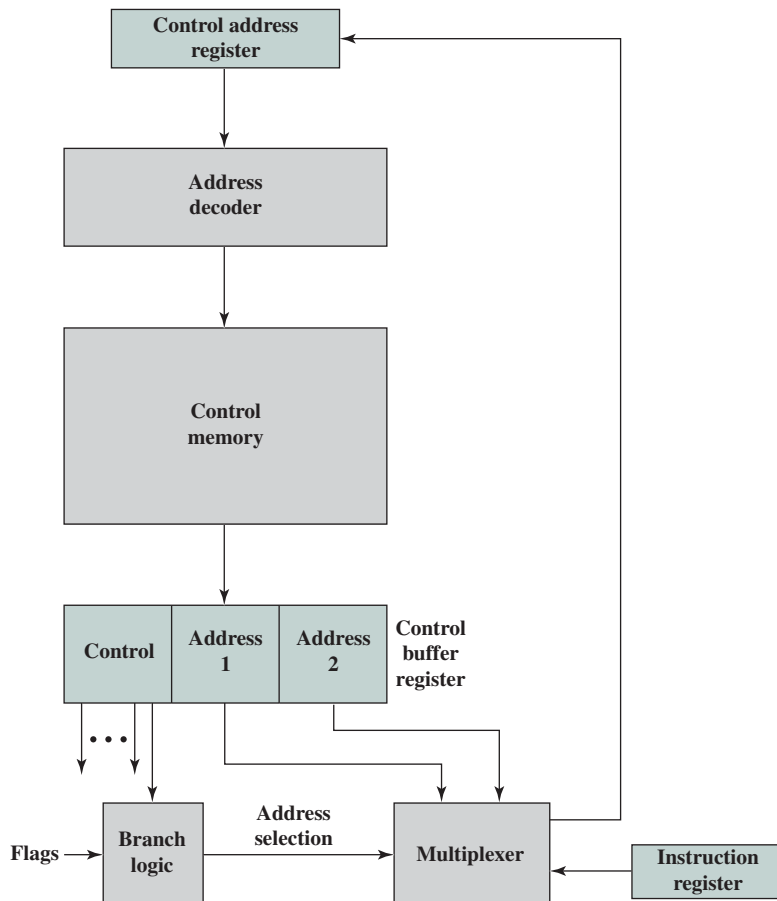 Control address
register
Address
decoder
Control
memory
Control
Address
1
Address
2
Control
buffer
register
Flags
Branch
logic
Address
selection
Multiplexer
Instruction
register